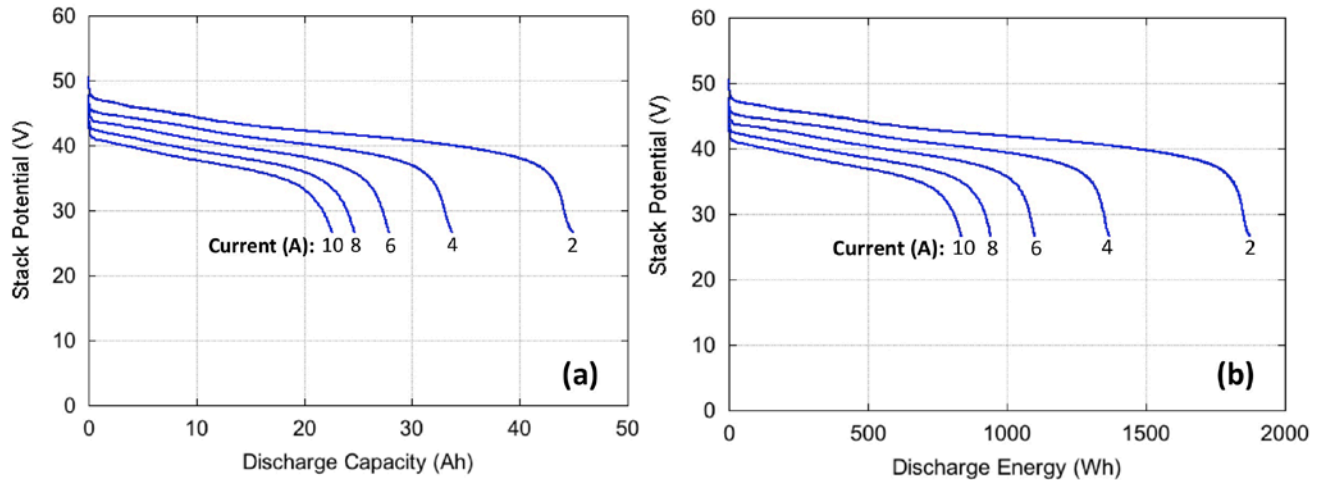 60
50
40
30
20
10
0
Stack Potential (V)
Current (A): 10 8 6 4 2
(a)
0 10 20 30 40 50
Discharge Capacity (Ah)
60
50
40
30
20
10
0
Stack Potential (V)
Current (A): 10 8 6 4 2
(b)
0 500 1000 1500 2000
Discharge Energy (Wh)